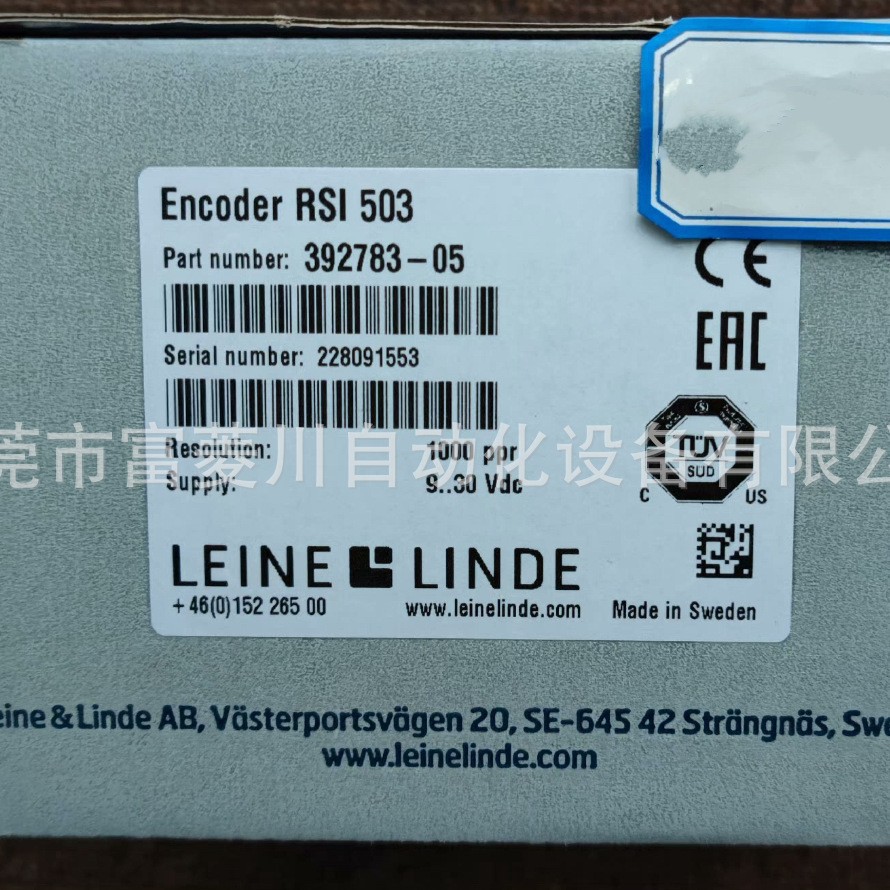 Encoder RSI 503
Part number: 392783-05
CE
EAC
Serial number: 228091553
Resolution: 1000 ppr
Supply: 9..30 Vdc
TÜV
SUD
C US
莞市富菱川自动化设备有限公
LEINE LINDE
+46(0)152 265 00 www.leinelinde.com Made in Sweden
eine & Linde AB, Västerportsvägen 20, SE-645 42 Strängnäs, Swe
www.leinelinde.com